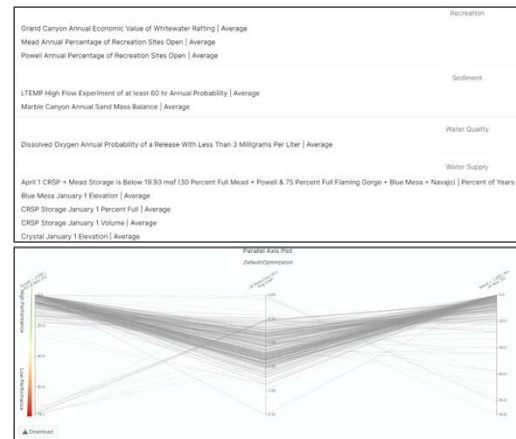 Recreation
Grand Canyon Annual Economic Value of Whitewater Rafting | Average
Mead Annual Percentage of Recreation Sites Open | Average
Powell Annual Percentage of Recreation Sites Open | Average
Sediment
LTEMP High Flow Experiment of at least 60 hr Annual Probability | Average
Marble Canyon Annual Sand Mass Balance | Average
Water Quality
Dissolved Oxygen Annual Probability of a Release With Less Than 3 Milligrams Per Liter | Average
Water Supply
April 1 CRSP + Mead Storage is Below 19.93 maf (30 Percent Full Mead + Powell & 75 Percent Full Flaming Gorge + Blue Mesa + Navajo) | Percent of Years
Blue Mesa January 1 Elevation | Average
CRSP Storage January 1 Percent Full | Average
CRSP Storage January 1 Volume | Average
Crystal January 1 Elevation | Average
Parallel Axis Plot
Default:Optimization
High Performance
Low Performance
Download